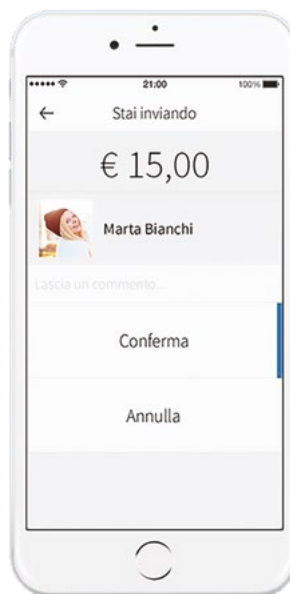 21:00
100%
Stai inviando
€ 15,00
Marta Bianchi
Lascia un commento...
Conferma
Annulla